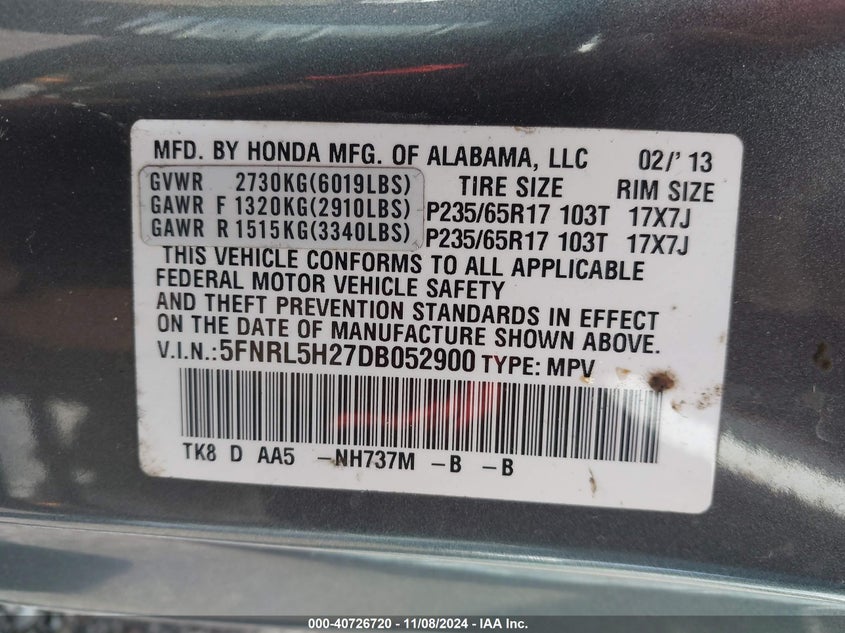 MFD. BY HONDA MFG. OF ALABAMA, LLC 02/'13
GVWR 2730KG(6019LBS) TIRE SIZE RIM SIZE
GAWR F 1320KG(2910LBS) P235/65R17 103T 17X7J
GAWR R 1515KG(3340LBS) P235/65R17 103T 17X7J
THIS VEHICLE CONFORMS TO ALL APPLICABLE
FEDERAL MOTOR VEHICLE SAFETY
AND THEFT PREVENTION STANDARDS IN EFFECT
ON THE DATE OF MANUFACTURE SHOWN ABOVE.
V.I.N.:5FNRL5H27DB052900 TYPE: MPV
TK8 D AA5 -NH737M -B -B
000-40726720 - 11/08/2024 - IAA Inc.